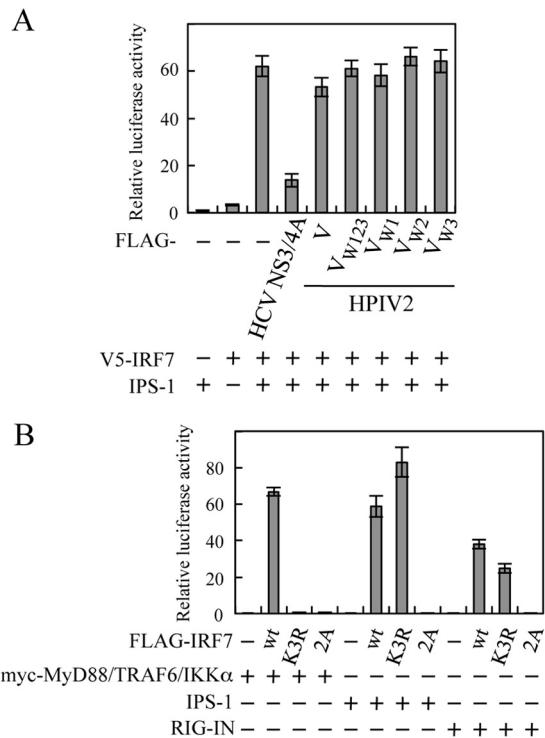 A
Relative luciferase activity
60
40
20
0
FLAG- – – – HCV NS3/4A V VW123 VW1 VW2 VW3
HPIV2
V5-IRF7 – + + + + + + + +
IPS-1 + – + + + + + + +
B
Relative luciferase activity
80
60
40
20
0
FLAG-IRF7 – wt K3R 2A – wt K3R 2A – wt K3R 2A
myc-MyD88/TRAF6/IKKα + + + + – – – – – – – –
IPS-1 – – – – + + + + – – – –
RIG-IN – – – – – – – – + + + +